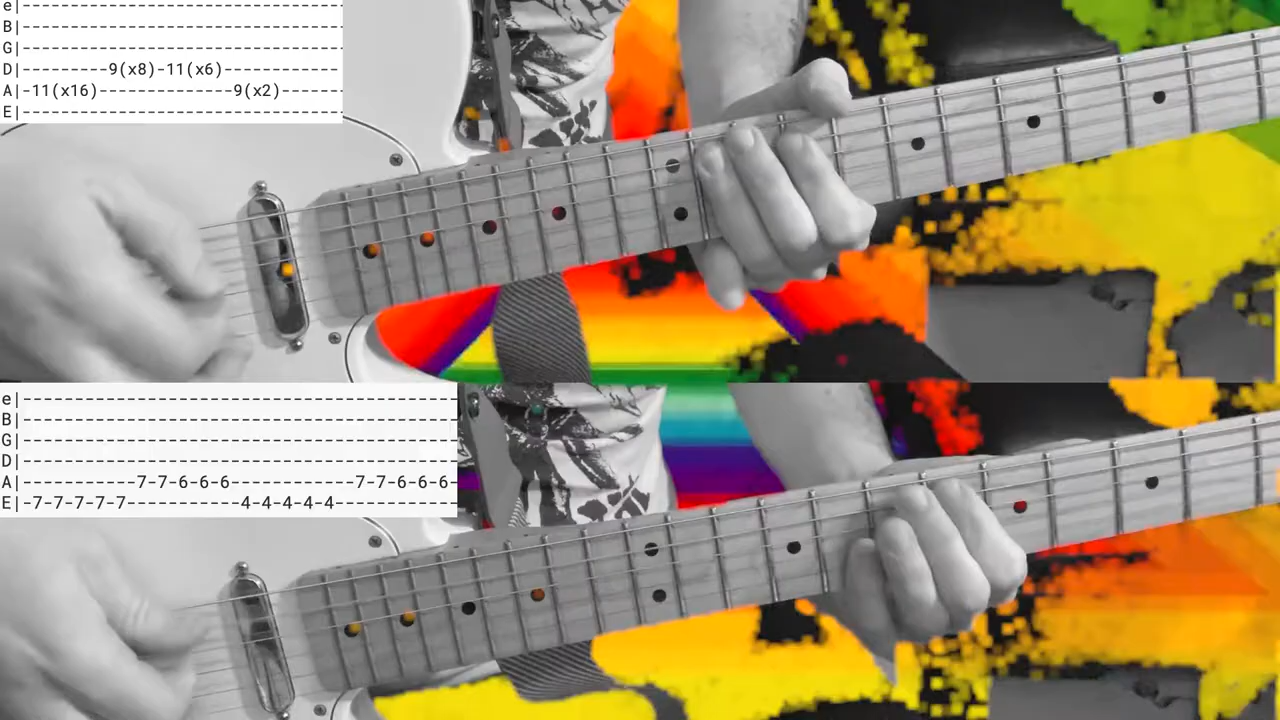 e|----------------------------------
B|----------------------------------
G|----------------------------------
D|---------9(x8)-11(x6)-------------
A|-11(x16)--------------9(x2)-------
E|----------------------------------
e|--------------------------------------------
B|--------------------------------------------
G|--------------------------------------------
D|--------------------------------------------
A|-----------7-7-6-6-6------------7-7-6-6-6-
E|-7-7-7-7-7-----------4-4-4-4-4------------